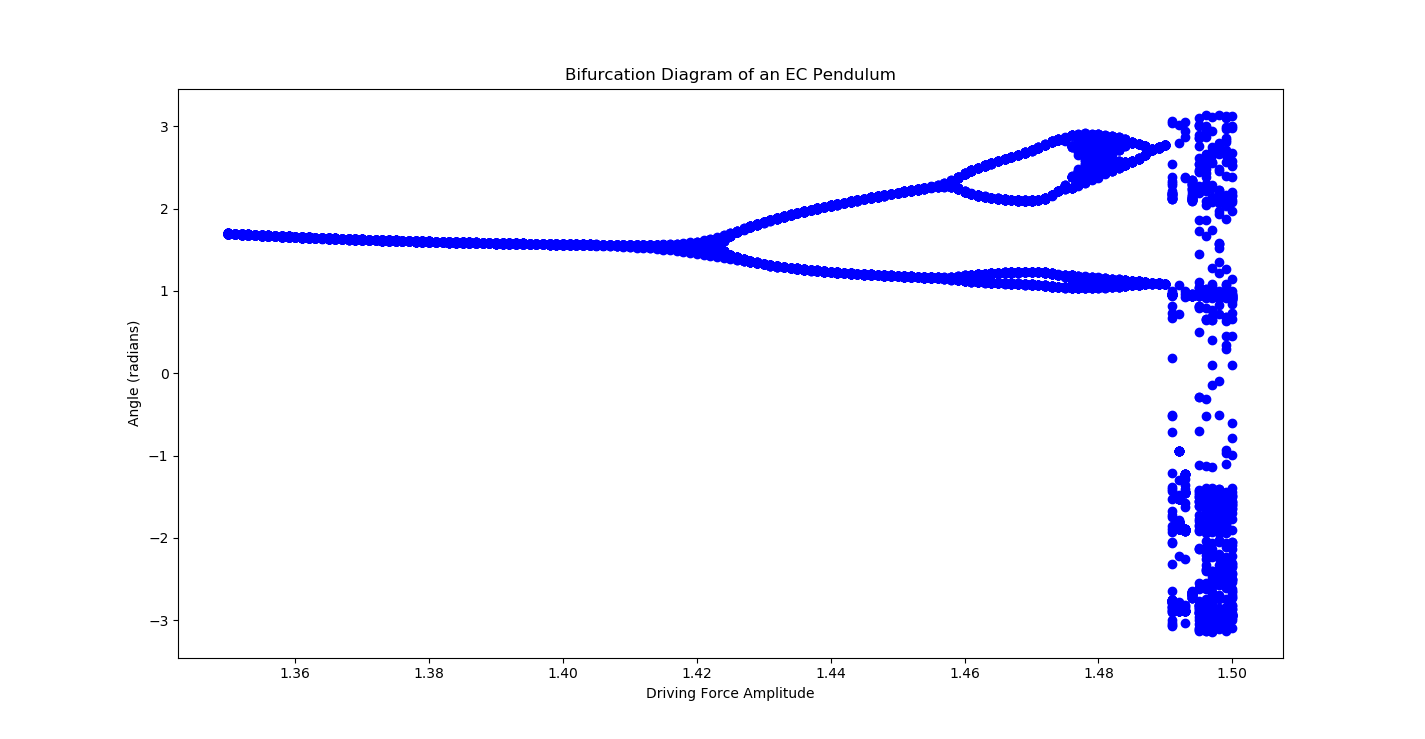 Bifurcation Diagram of an EC Pendulum
3
2
1
0
−1
−2
−3
Angle (radians)
1.36 1.38 1.40 1.42 1.44 1.46 1.48 1.50
Driving Force Amplitude